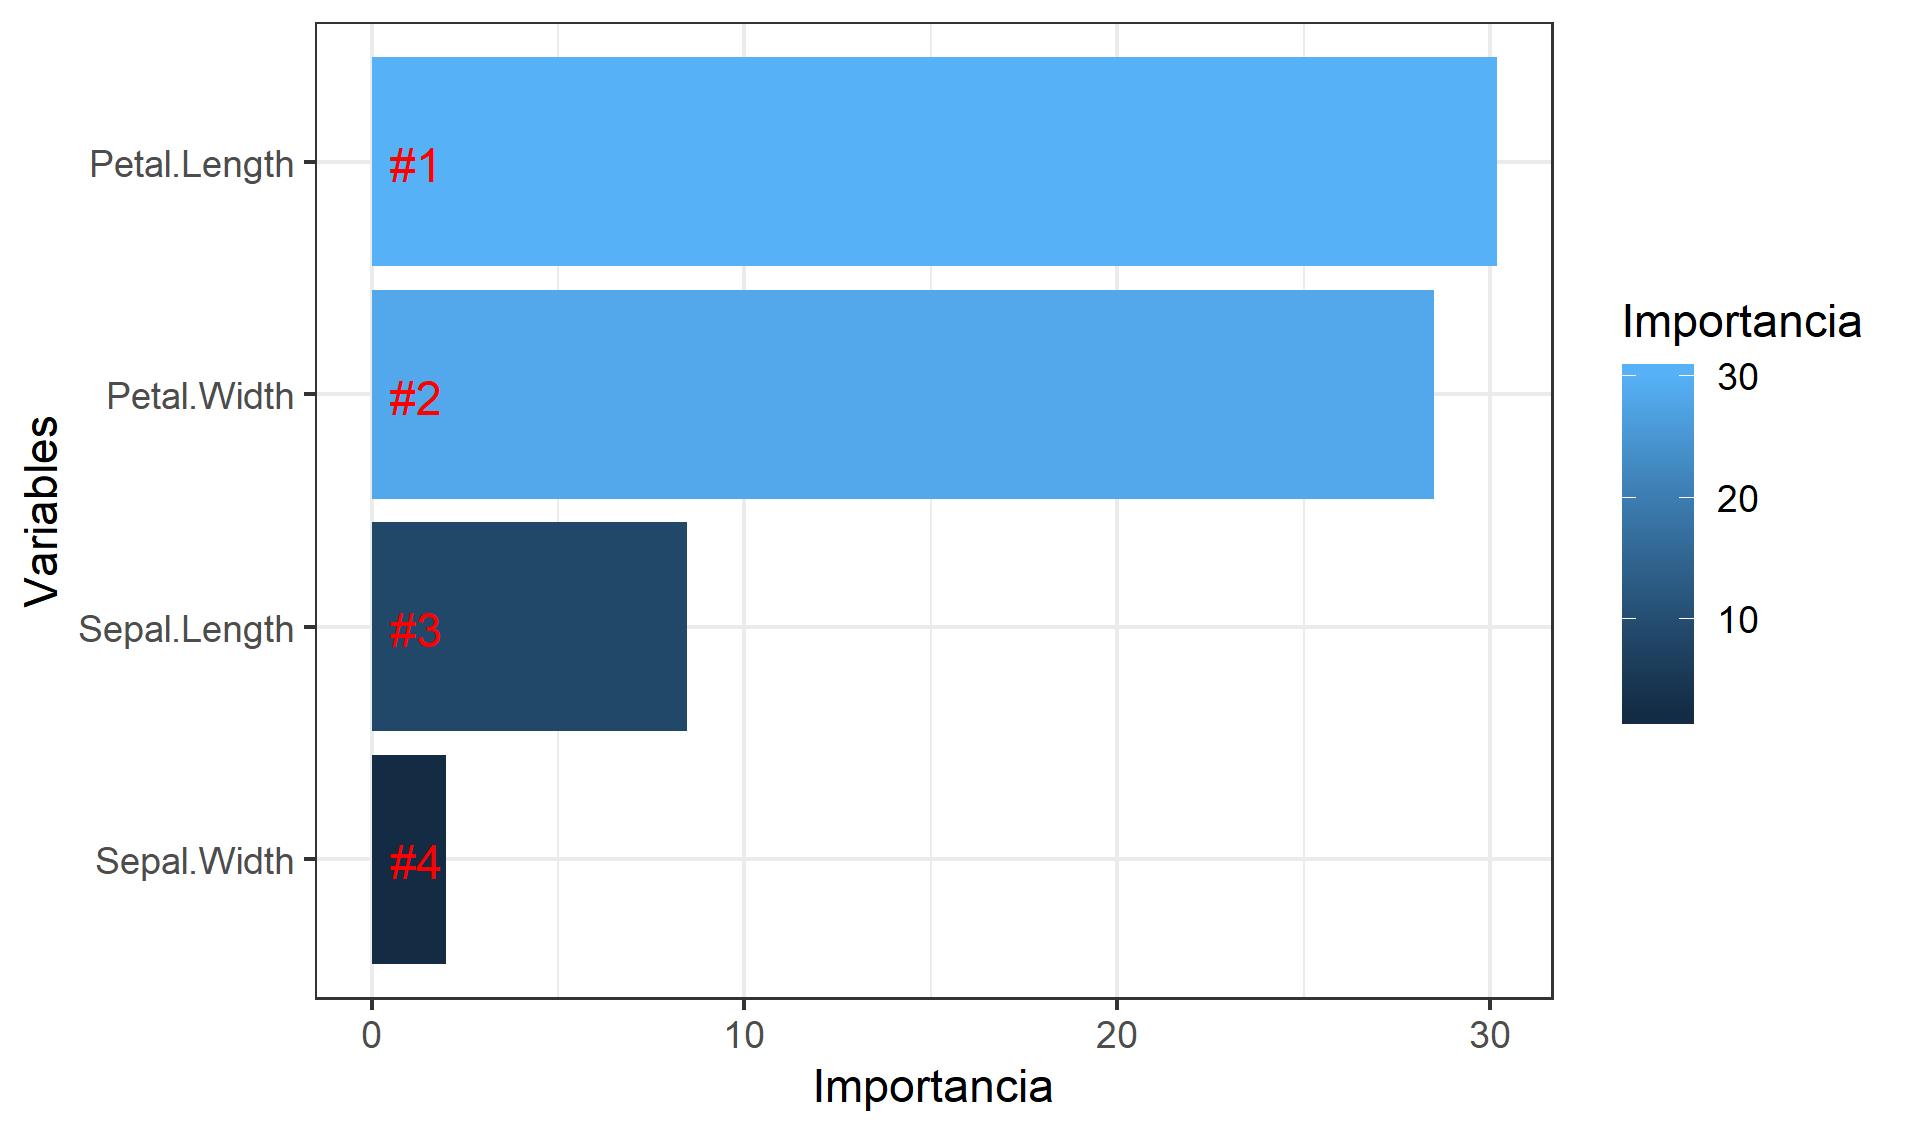 Variables
Petal.Length
Petal.Width
Sepal.Length
Sepal.Width
#1
#2
#3
#4
0 10 20 30
Importancia
Importancia
30
20
10